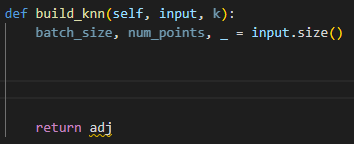 def build_knn(self, input, k):
    batch_size, num_points, _ = input.size()
    return adj